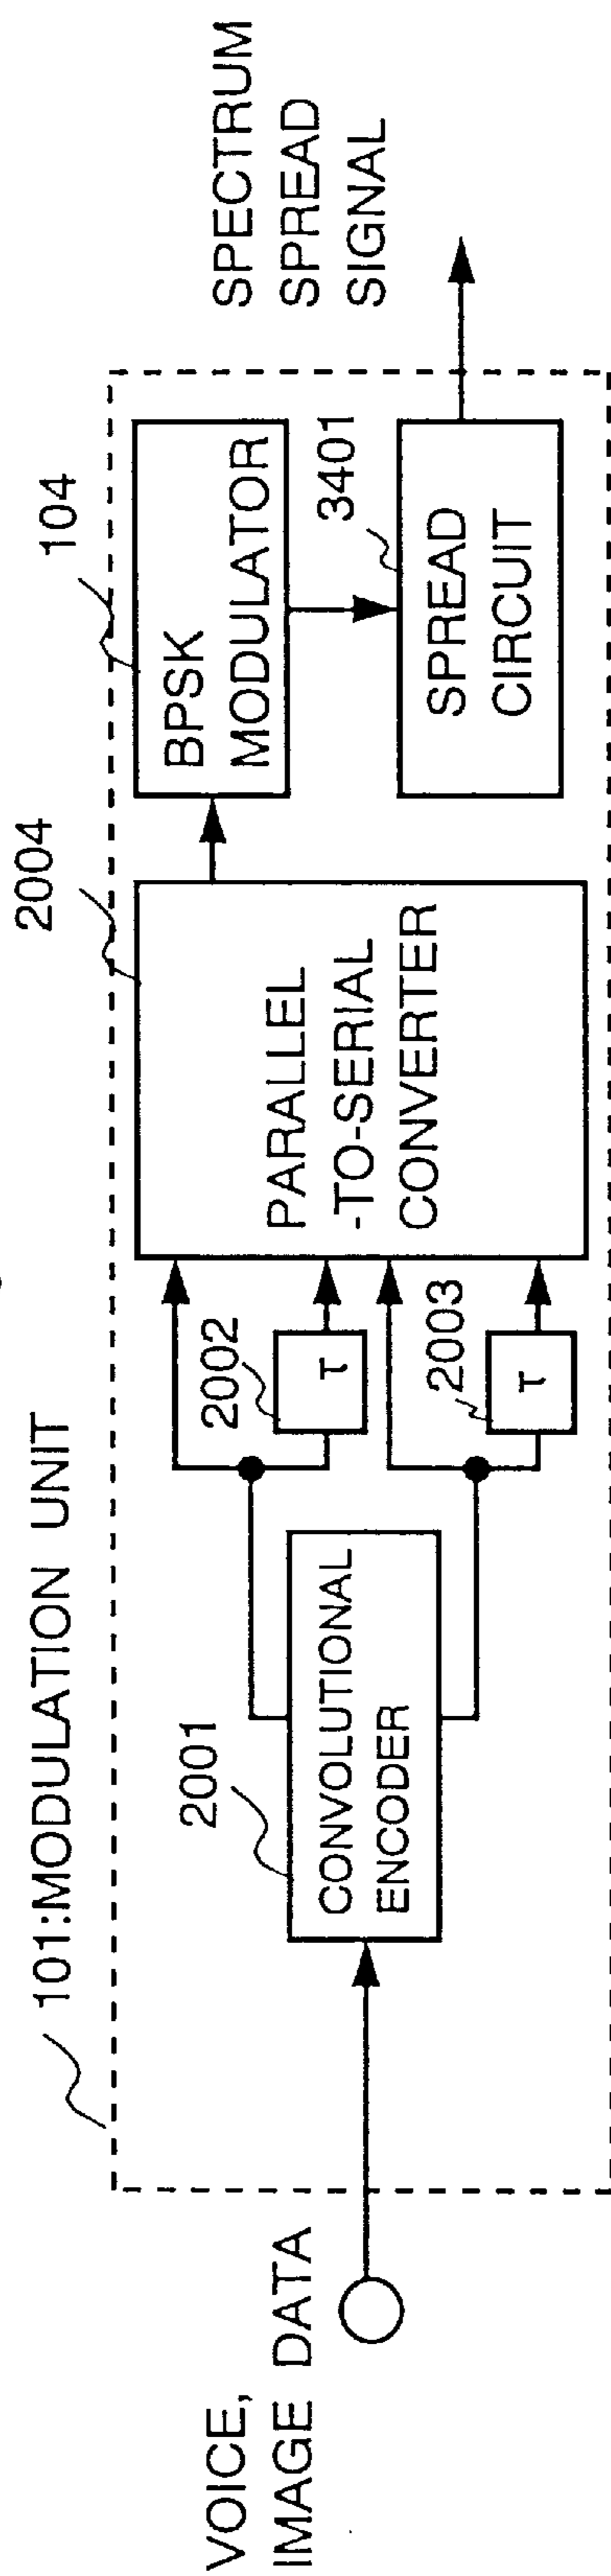 101:MODULATION UNIT
VOICE,
IMAGE DATA
2001
CONVOLUTIONAL
ENCODER
2002
τ
2003
τ
2004
PARALLEL
-TO-SERIAL
CONVERTER
104
BPSK
MODULATOR
3401
SPREAD
CIRCUIT
SPECTRUM
SPREAD
SIGNAL